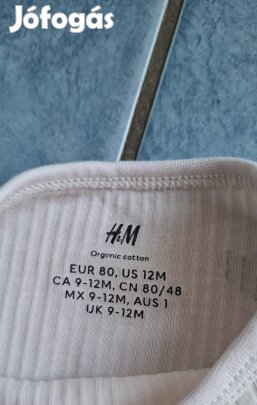 Jófogás
H&M
Organic cotton
EUR 80, US 12M
CA 9-12M, CN 80/48
MX 9-12M, AUS 1
UK 9-12M